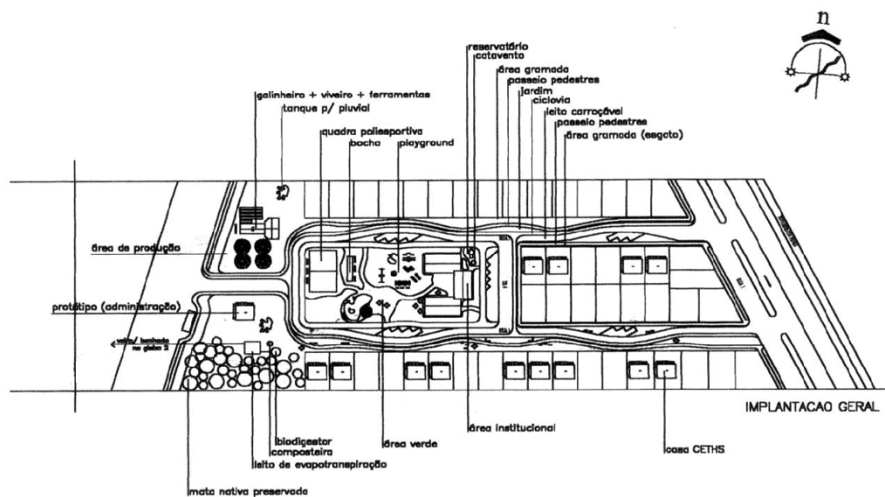 n
reservatório
catavento
área gramada
passeio pedestres
jardim
ciclovia
leito carroçável
passeio pedestres
área gramada (esgoto)
galinheiro + viveiro + ferramentas
tanque p/ pluvial
quadra poliesportiva
bocha
playground
área de produção
protótipo (administração)
IMPLANTACAO GERAL
biodigestor
composteira
leito de evapotranspiração
mata nativa preservada
área verde
área institucional
casa CETHS